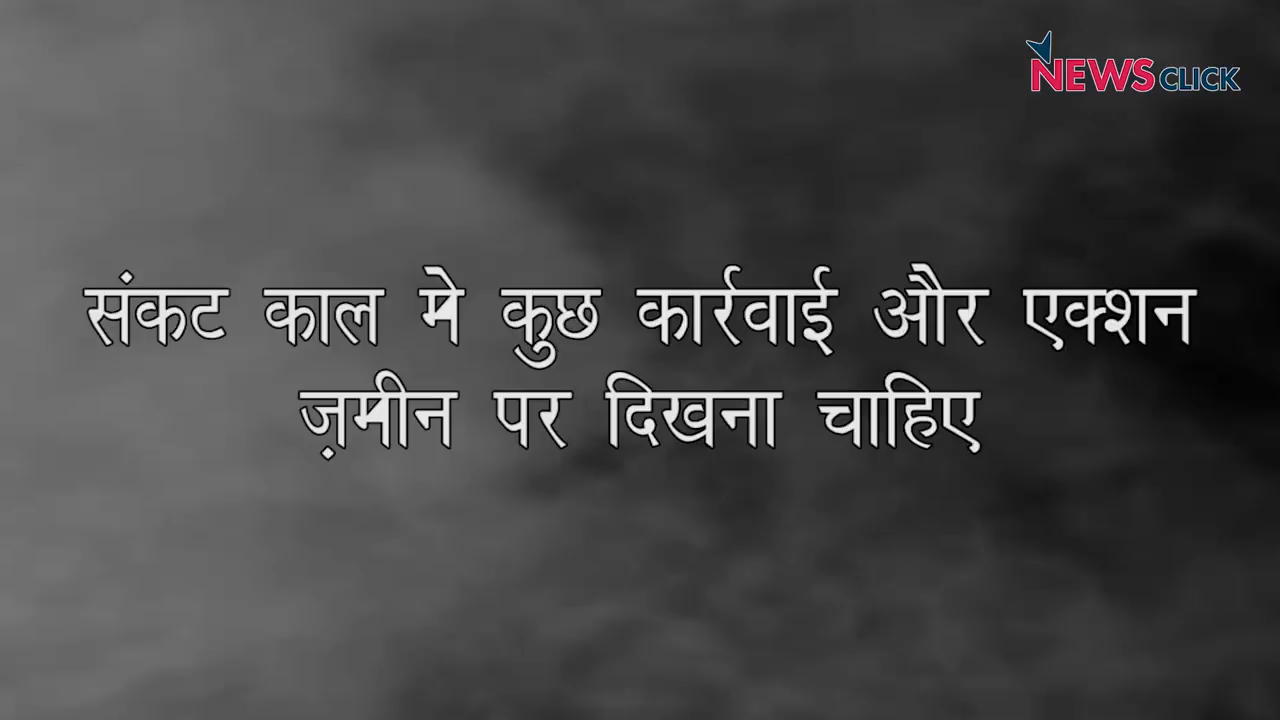 NEWSCLICK
संकट काल मे कुछ कार्रवाई और एक्शन
ज़मीन पर दिखना चाहिए